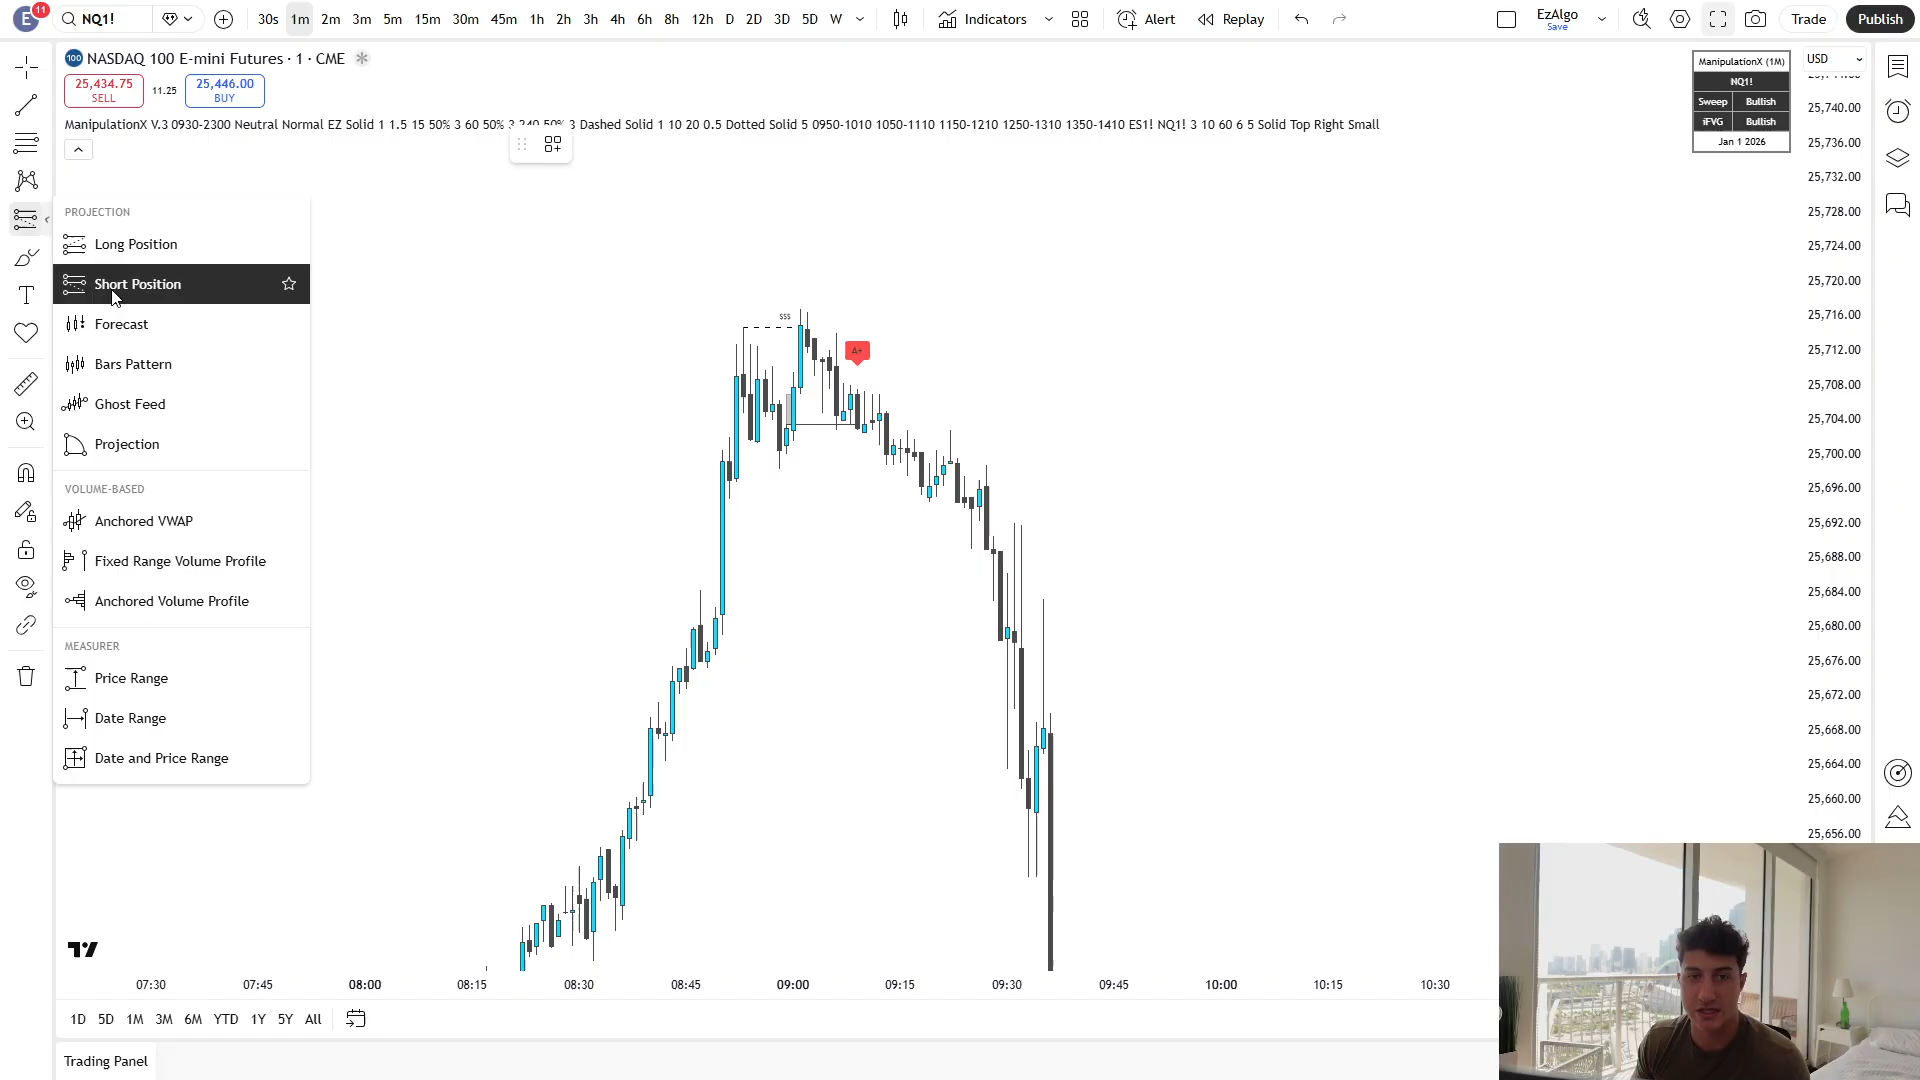 E 11 NQ1! 30s 1m 2m 3m 5m 15m 30m 45m 1h 2h 3h 4h 6h 8h 12h D 2D 3D 5D W Indicators Alert Replay EzAlgo Save Trade Publish
100 NASDAQ 100 E-mini Futures · 1 · CME
25,434.75 SELL 11.25 25,446.00 BUY
ManipulationX V.3 0930-2300 Neutral Normal EZ Solid 1 1.5 15 50% 3 60 50% 3 240 50% 3 Dashed Solid 1 10 20 0.5 Dotted Solid 5 0950-1010 1050-1110 1150-1210 1250-1310 1350-1410 ES1! NQ1! 3 10 60 6 5 Solid Top Right Small
ManipulationX (1M)
NQ1!
Sweep Bullish
iFVG Bullish
Jan 1 2026
USD
25,740.00
25,736.00
25,732.00
25,728.00
25,724.00
25,720.00
25,716.00
25,712.00
25,708.00
25,704.00
25,700.00
25,696.00
25,692.00
25,688.00
25,684.00
25,680.00
25,676.00
25,672.00
25,668.00
25,664.00
25,660.00
25,656.00
PROJECTION
Long Position
Short Position
Forecast
Bars Pattern
Ghost Feed
Projection
VOLUME-BASED
Anchored VWAP
Fixed Range Volume Profile
Anchored Volume Profile
MEASURER
Price Range
Date Range
Date and Price Range
$$$
A+
07:30 07:45 08:00 08:15 08:30 08:45 09:00 09:15 09:30 09:45 10:00 10:15 10:30
1D 5D 1M 3M 6M YTD 1Y 5Y All
Trading Panel